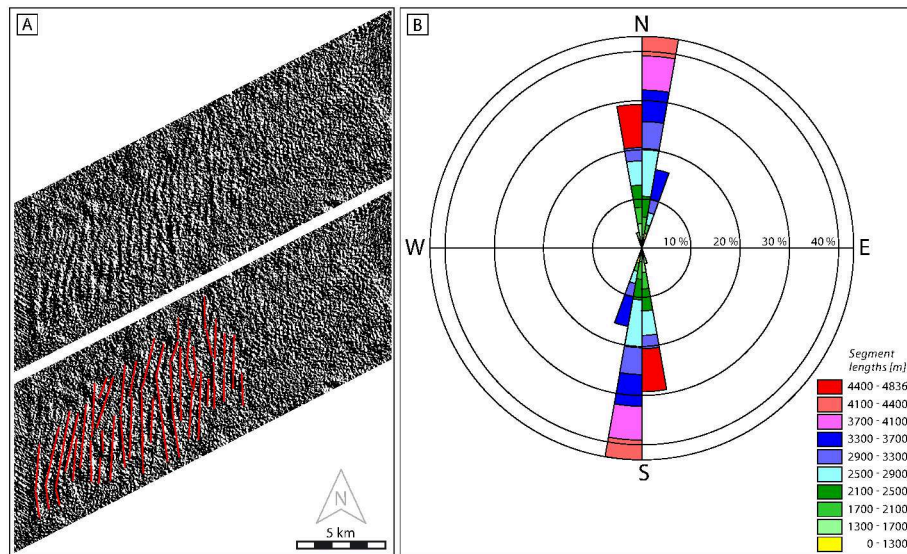 A
N
5 km
B
N
W
10 %
20 %
30 %
40 %
E
S
Segment
lengths [m]
4400 - 4836
4100 - 4400
3700 - 4100
3300 - 3700
2900 - 3300
2500 - 2900
2100 - 2500
1700 - 2100
1300 - 1700
0 - 1300